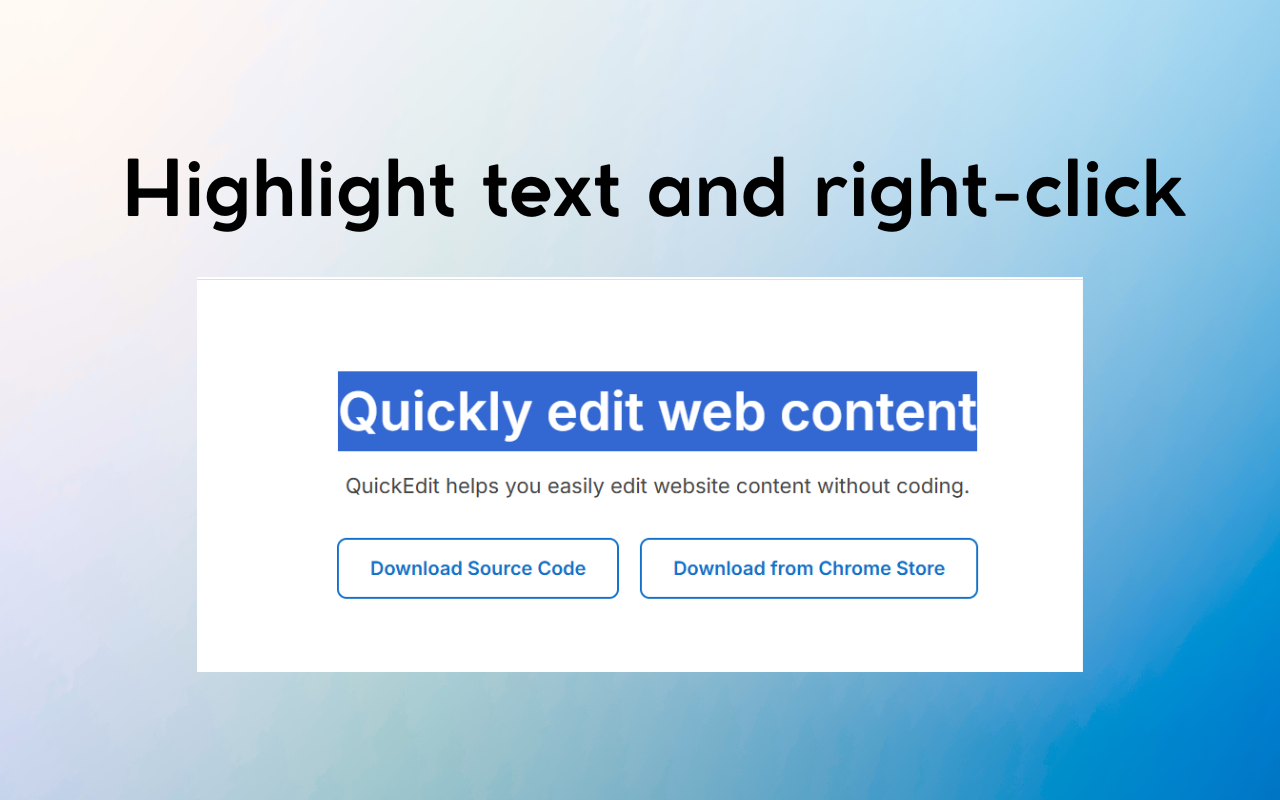 Highlight text and right-click
Quickly edit web content
QuickEdit helps you easily edit website content without coding.
Download Source Code
Download from Chrome Store